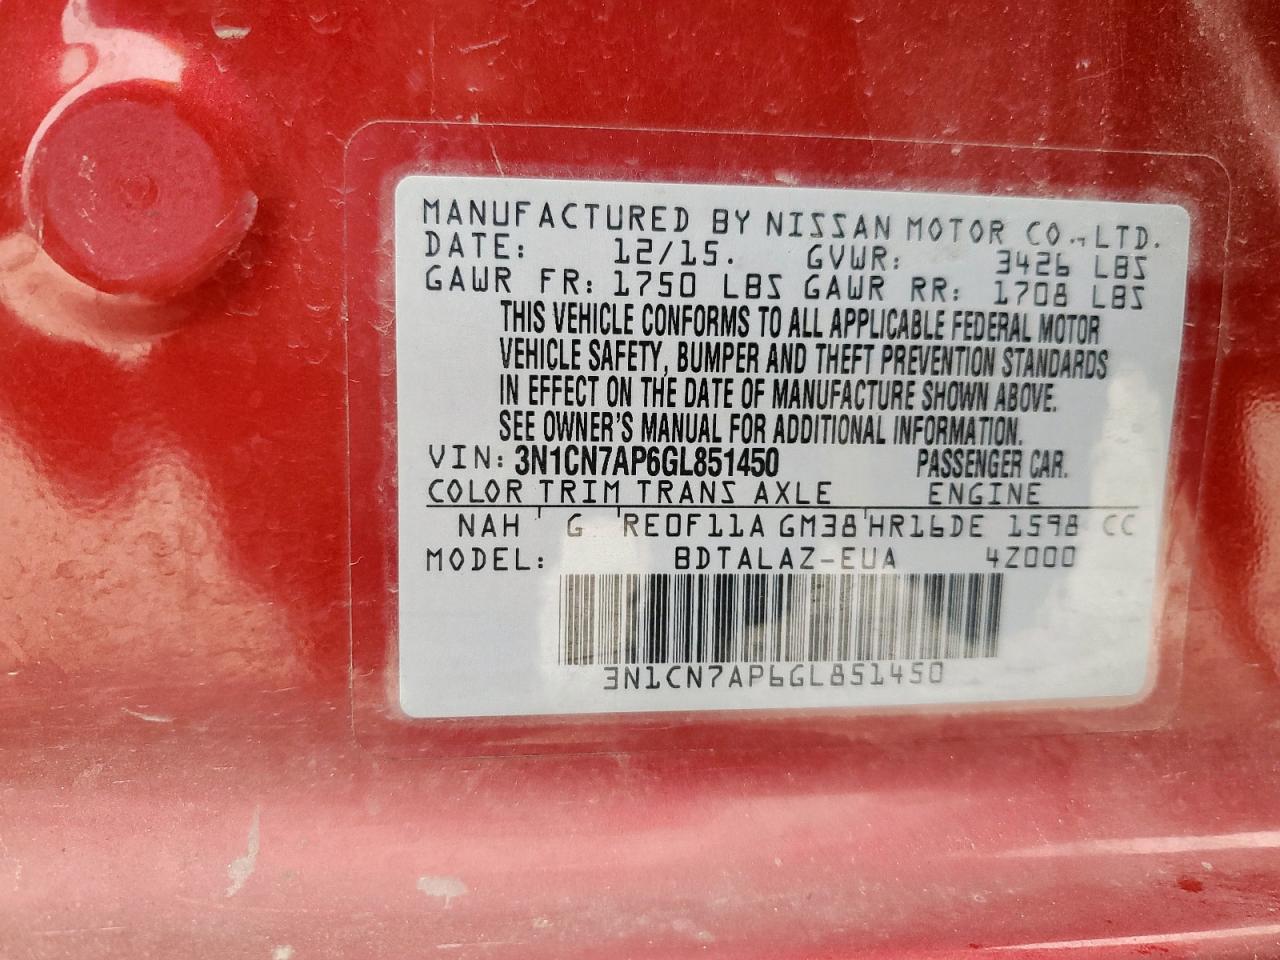 MANUFACTURED BY NISSAN MOTOR CO., LTD.
DATE: 12/15. GVWR: 3426 LBS
GAWR FR: 1750 LBS GAWR RR: 1708 LBS
THIS VEHICLE CONFORMS TO ALL APPLICABLE FEDERAL MOTOR
VEHICLE SAFETY, BUMPER AND THEFT PREVENTION STANDARDS
IN EFFECT ON THE DATE OF MANUFACTURE SHOWN ABOVE.
SEE OWNER'S MANUAL FOR ADDITIONAL INFORMATION.
VIN: 3N1CN7AP6GL851450 PASSENGER CAR.
COLOR TRIM TRANS AXLE ENGINE
NAH G RE0F11A GM38 HR16DE 1598 CC
MODEL: BDTALAZ-EUA 4Z000
3N1CN7AP6GL851450